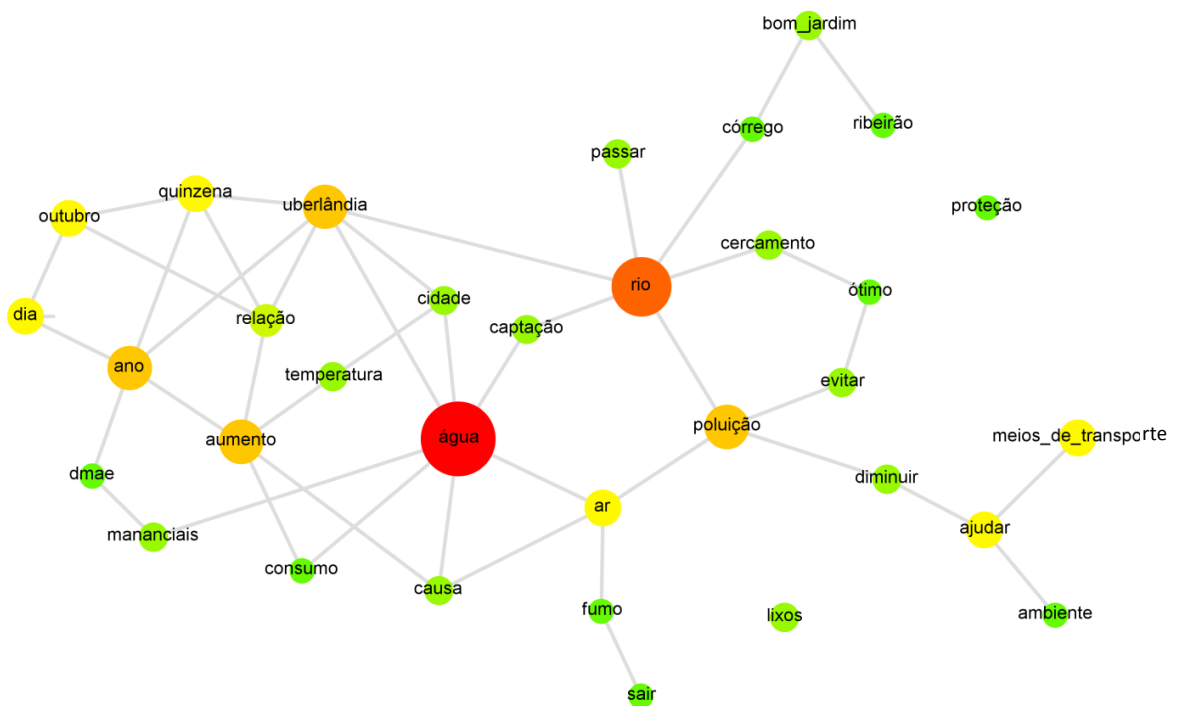 bom_jardim
córrego
ribeirão
passar
quinzena
uberlândia
outubro
proteção
cercamento
rio
ótimo
cidade
dia
relação
captação
ano
temperatura
evitar
aumento
água
poluição
meios_de_transporte
dmae
diminuir
ar
ajudar
mananciais
consumo
causa
fumo
lixos
ambiente
sair